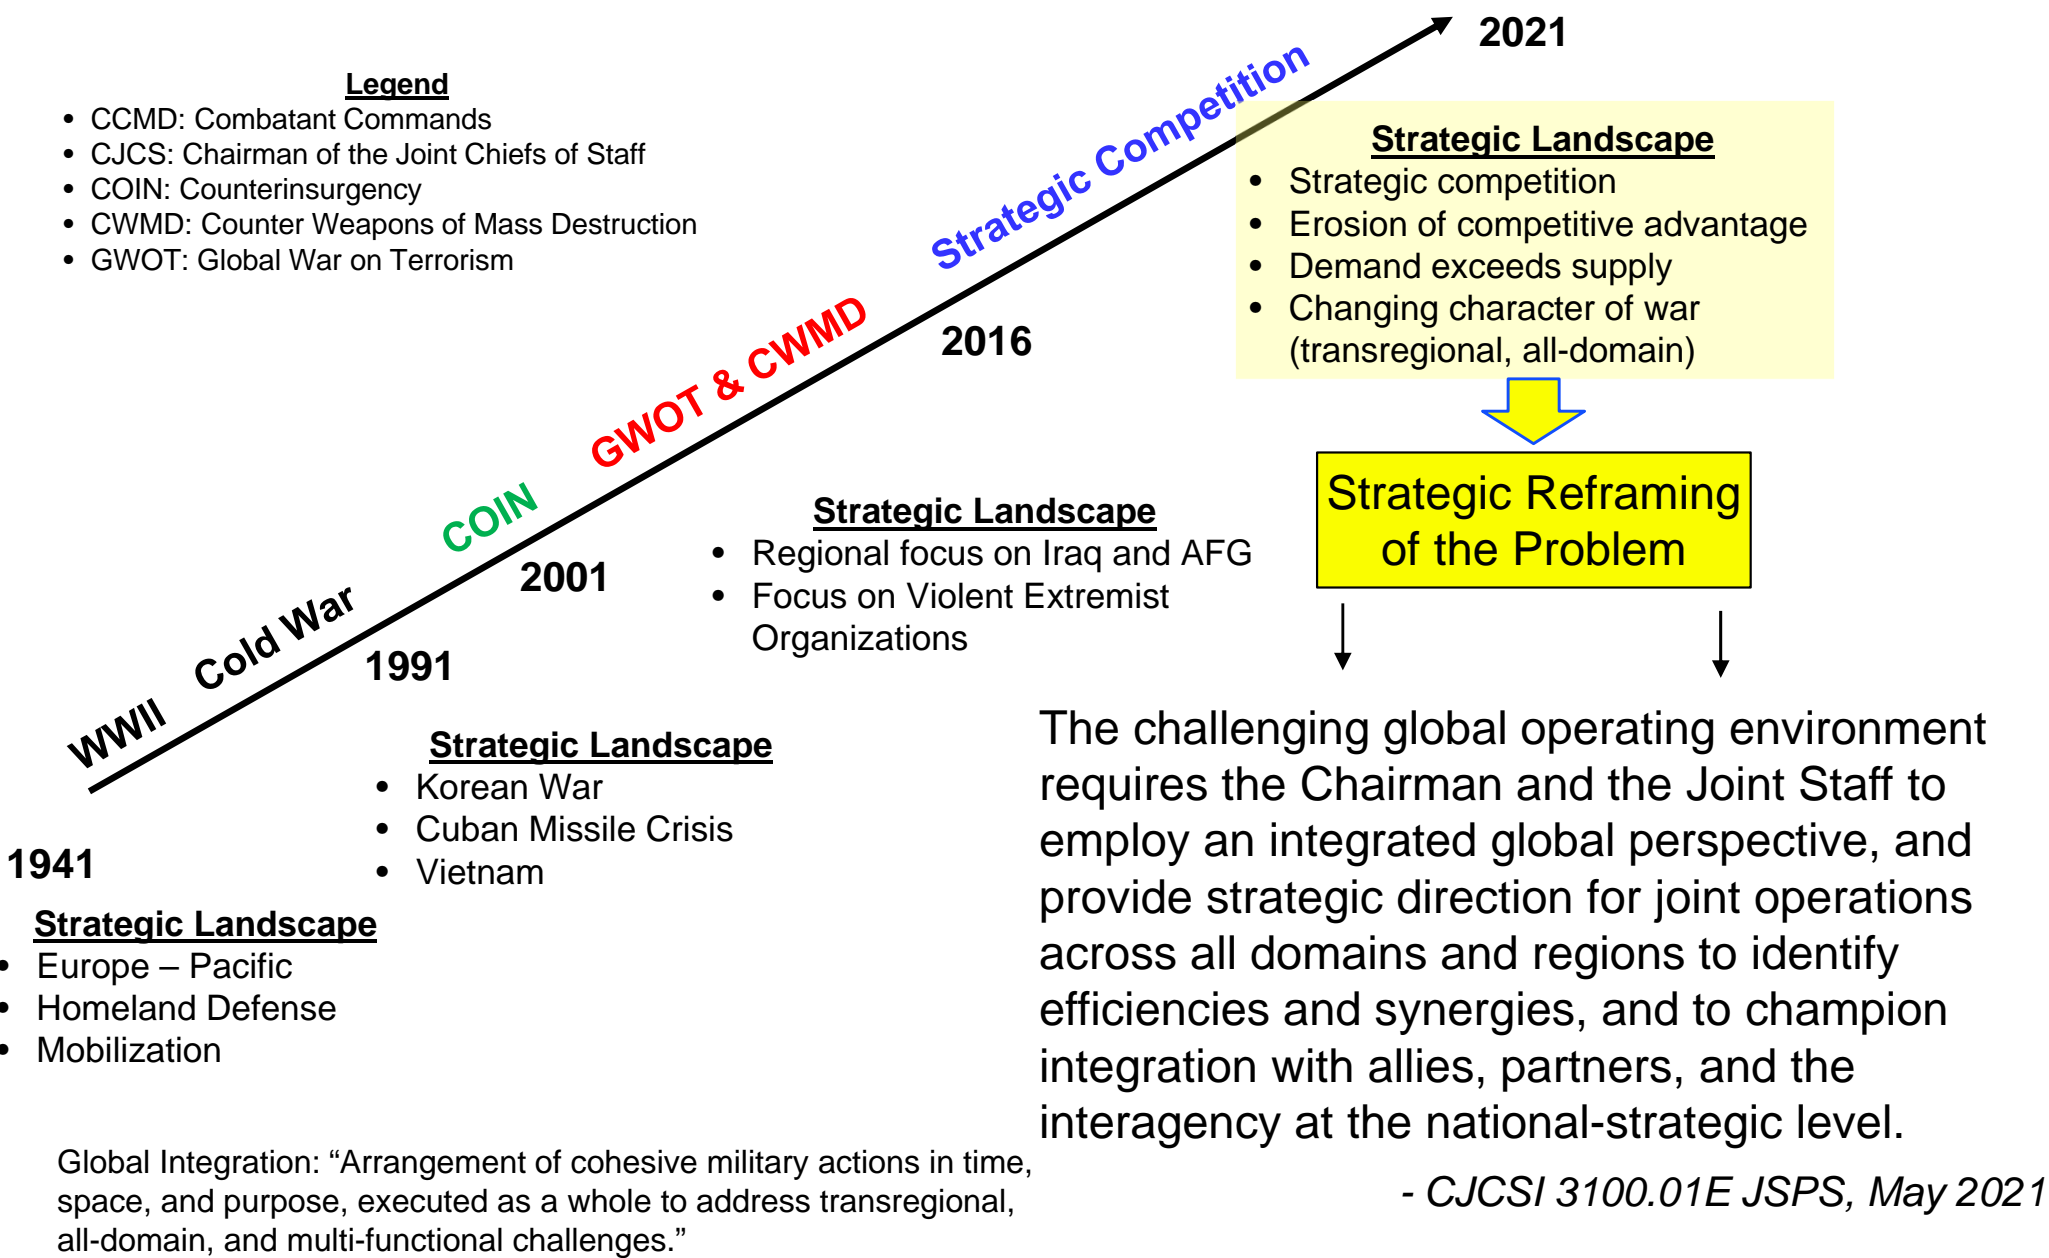 2021
Legend
• CCMD: Combatant Commands
• CJCS: Chairman of the Joint Chiefs of Staff
• COIN: Counterinsurgency
• CWMD: Counter Weapons of Mass Destruction
• GWOT: Global War on Terrorism
Strategic Competition
Strategic Landscape
• Strategic competition
• Erosion of competitive advantage
• Demand exceeds supply
• Changing character of war
(transregional, all-domain)
2016
GWOT & CWMD
Strategic Reframing
of the Problem
COIN
2001
Strategic Landscape
• Regional focus on Iraq and AFG
• Focus on Violent Extremist
Organizations
Cold War
1991
WWII
Strategic Landscape
• Korean War
• Cuban Missile Crisis
• Vietnam
1941
Strategic Landscape
• Europe – Pacific
• Homeland Defense
• Mobilization
The challenging global operating environment
requires the Chairman and the Joint Staff to
employ an integrated global perspective, and
provide strategic direction for joint operations
across all domains and regions to identify
efficiencies and synergies, and to champion
integration with allies, partners, and the
interagency at the national-strategic level.
- CJCSI 3100.01E JSPS, May 2021
Global Integration: “Arrangement of cohesive military actions in time,
space, and purpose, executed as a whole to address transregional,
all-domain, and multi-functional challenges.”